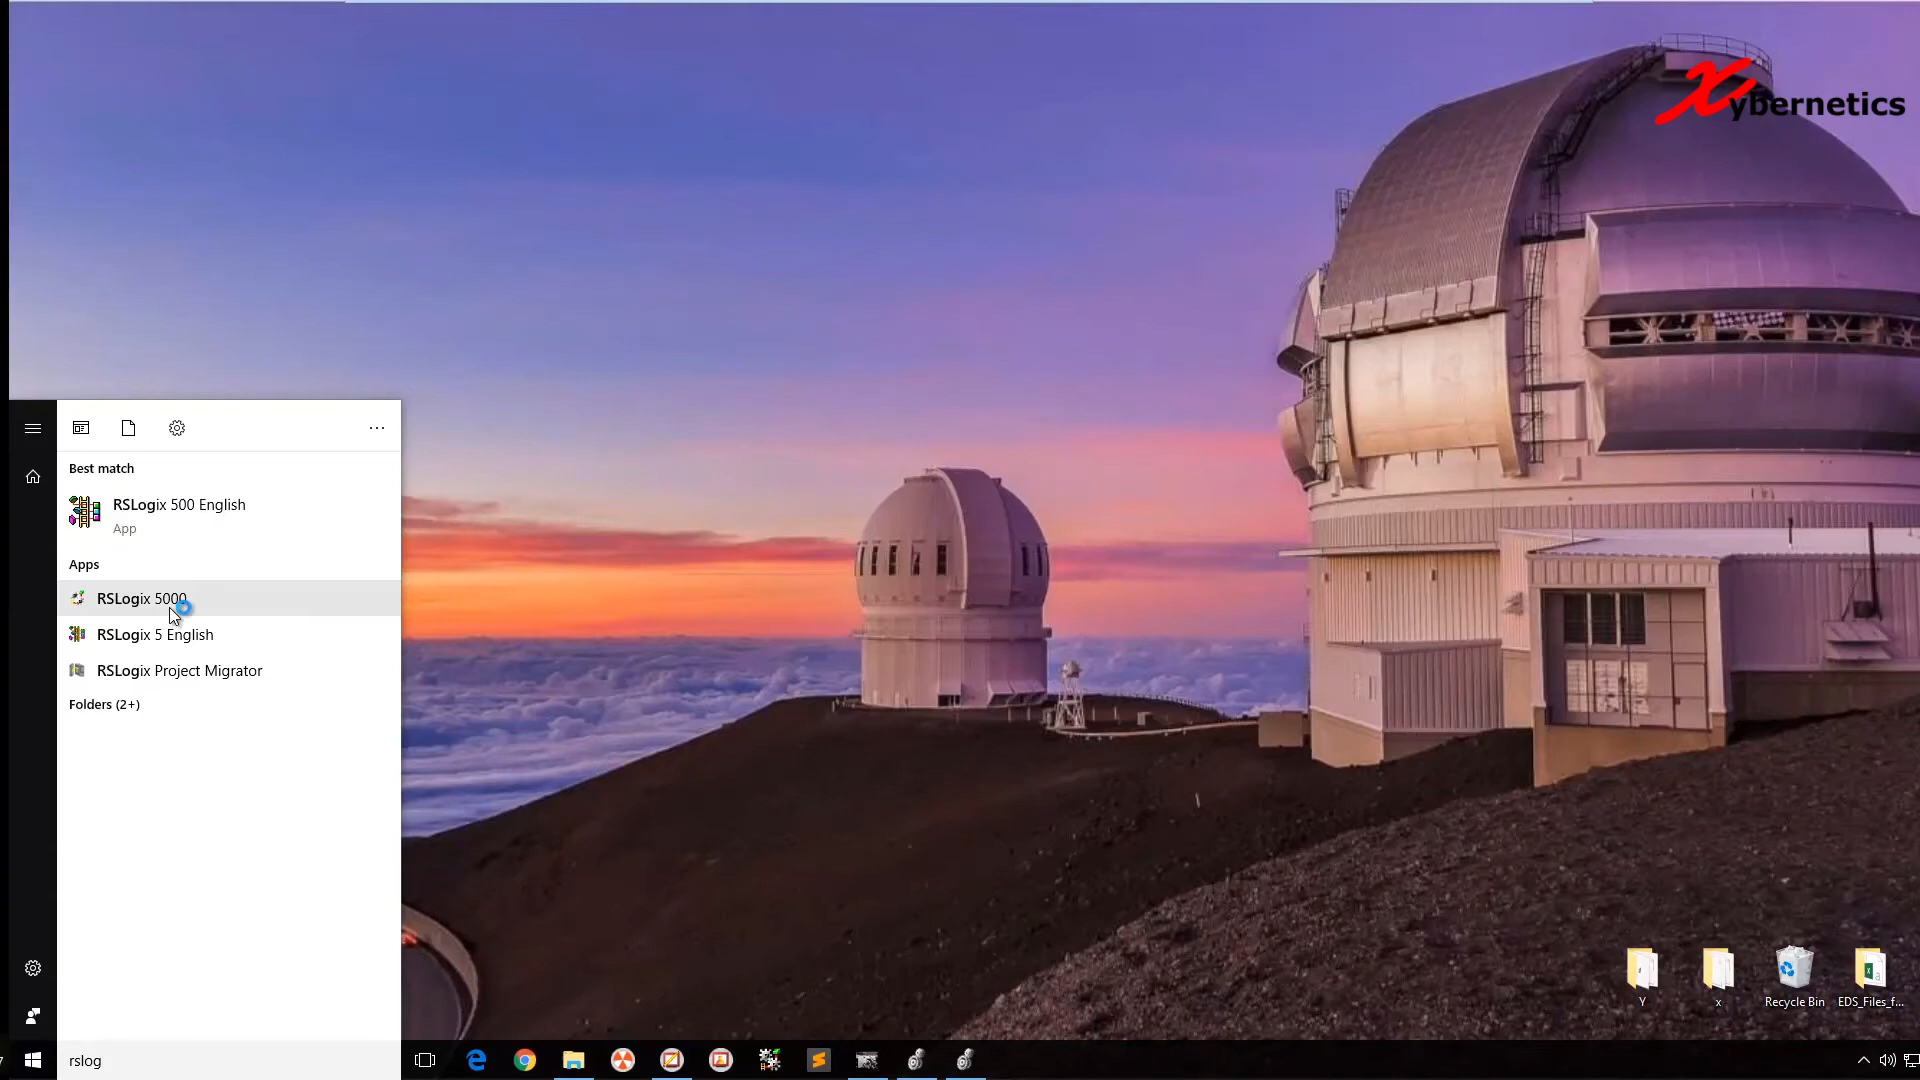 Xybernetics
Best match
RSLogix 500 English
App
Apps
RSLogix 5000
RSLogix 5 English
RSLogix Project Migrator
Folders (2+)
Y
x
Recycle Bin
EDS_Files_f...
rslog